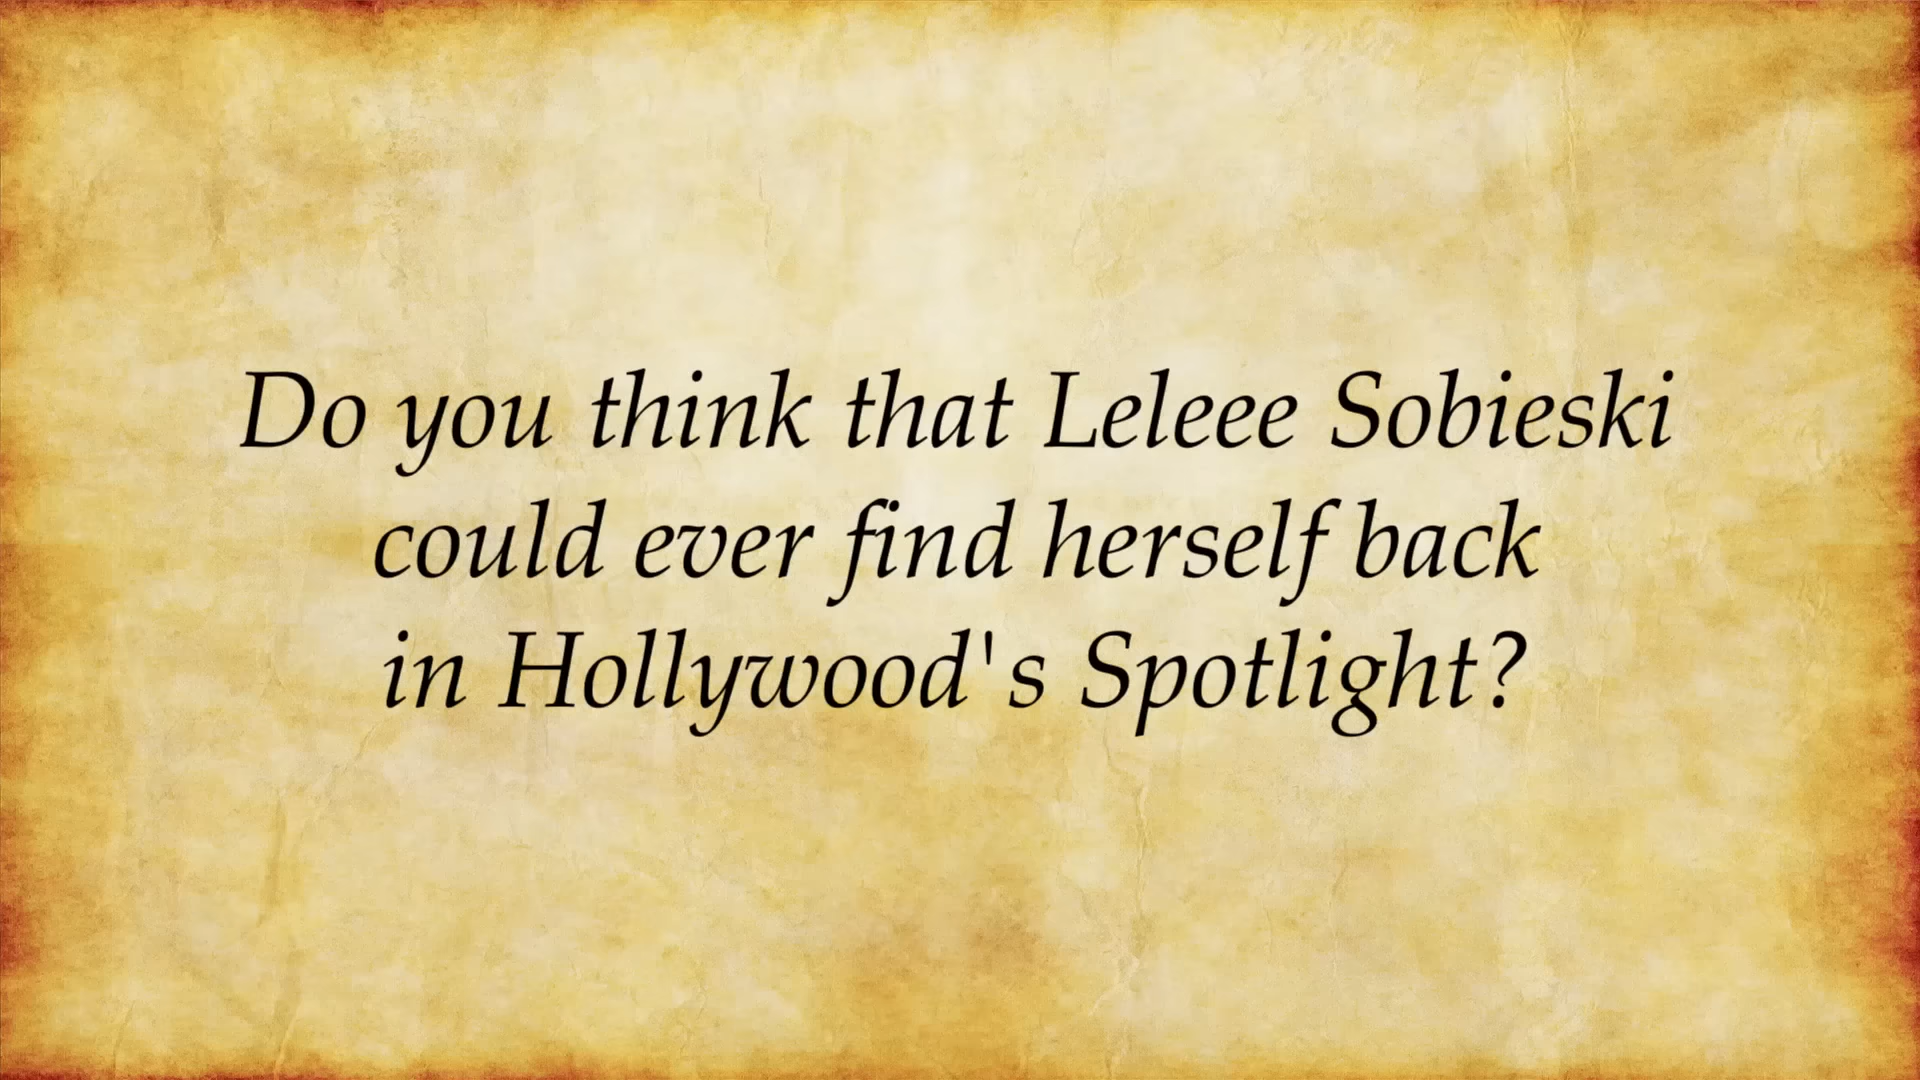 Do you think that Leleee Sobieski
could ever find herself back
in Hollywood's Spotlight?